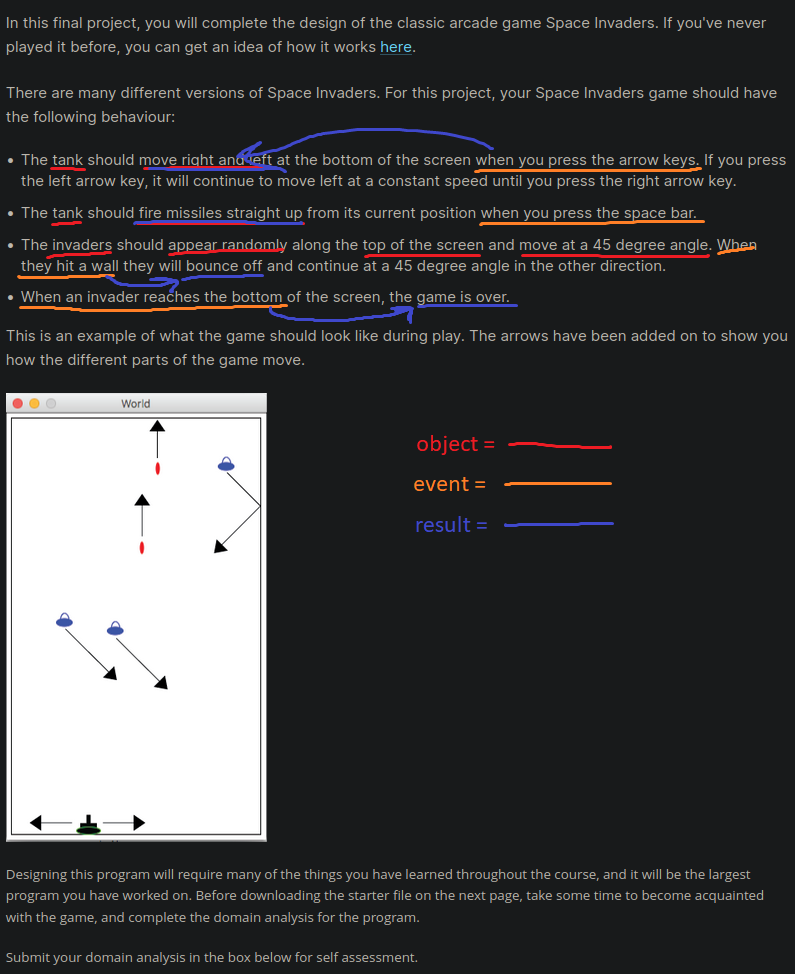 In this final project, you will complete the design of the classic arcade game Space Invaders. If you've never
played it before, you can get an idea of how it works here.
There are many different versions of Space Invaders. For this project, your Space Invaders game should have
the following behaviour:
• The tank should move right and left at the bottom of the screen when you press the arrow keys. If you press
the left arrow key, it will continue to move left at a constant speed until you press the right arrow key.
• The tank should fire missiles straight up from its current position when you press the space bar.
• The invaders should appear randomly along the top of the screen and move at a 45 degree angle. When
they hit a wall they will bounce off and continue at a 45 degree angle in the other direction.
• When an invader reaches the bottom of the screen, the game is over.
This is an example of what the game should look like during play. The arrows have been added on to show you
how the different parts of the game move.
World
object =
event =
result =
Designing this program will require many of the things you have learned throughout the course, and it will be the largest
program you have worked on. Before downloading the starter file on the next page, take some time to become acquainted
with the game, and complete the domain analysis for the program.
Submit your domain analysis in the box below for self assessment.